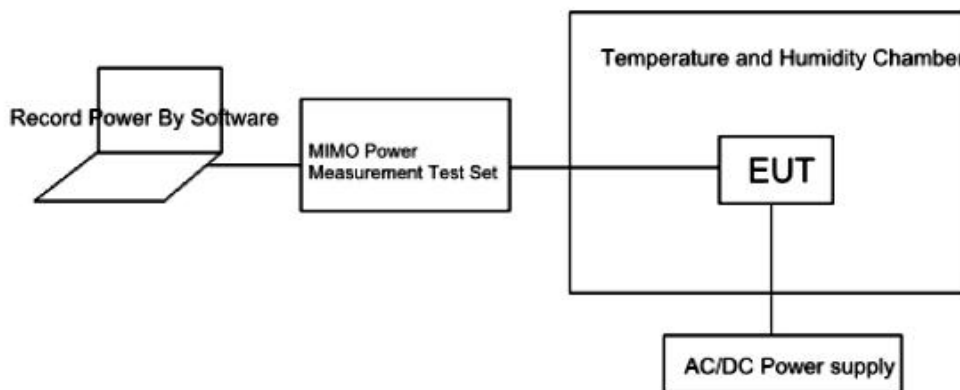 Temperature and Humidity Chamber
Record Power By Software
MIMO Power
Measurement Test Set
EUT
AC/DC Power supply